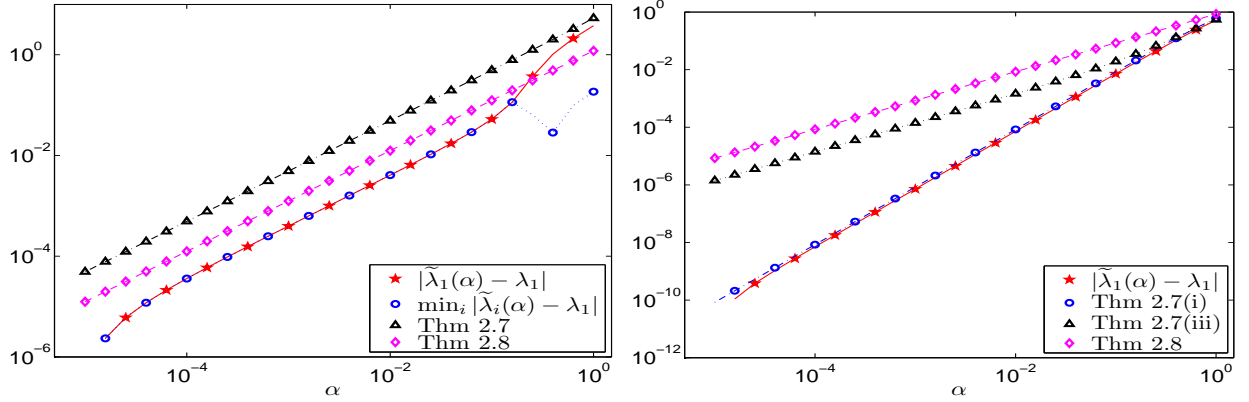 10^0
10^{-2}
10^{-4}
10^{-6}
10^{-4}
10^{-2}
10^0
α
|λ̃₁(α) − λ₁|
min_i |λ̃_i(α) − λ₁|
Thm 2.7
Thm 2.8
10^0
10^{-2}
10^{-4}
10^{-6}
10^{-8}
10^{-10}
10^{-12}
10^{-4}
10^{-2}
10^0
α
|λ̃₁(α) − λ₁|
Thm 2.7(i)
Thm 2.7(iii)
Thm 2.8